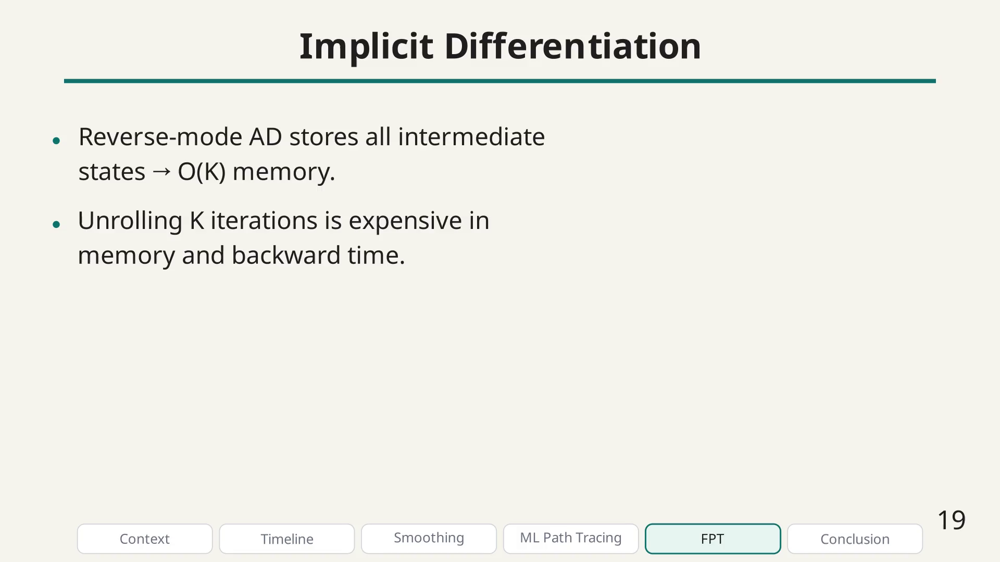 Implicit Differentiation
• Reverse-mode AD stores all intermediate
states → O(K) memory.
• Unrolling K iterations is expensive in
memory and backward time.
19
Context
Timeline
Smoothing
ML Path Tracing
FPT
Conclusion